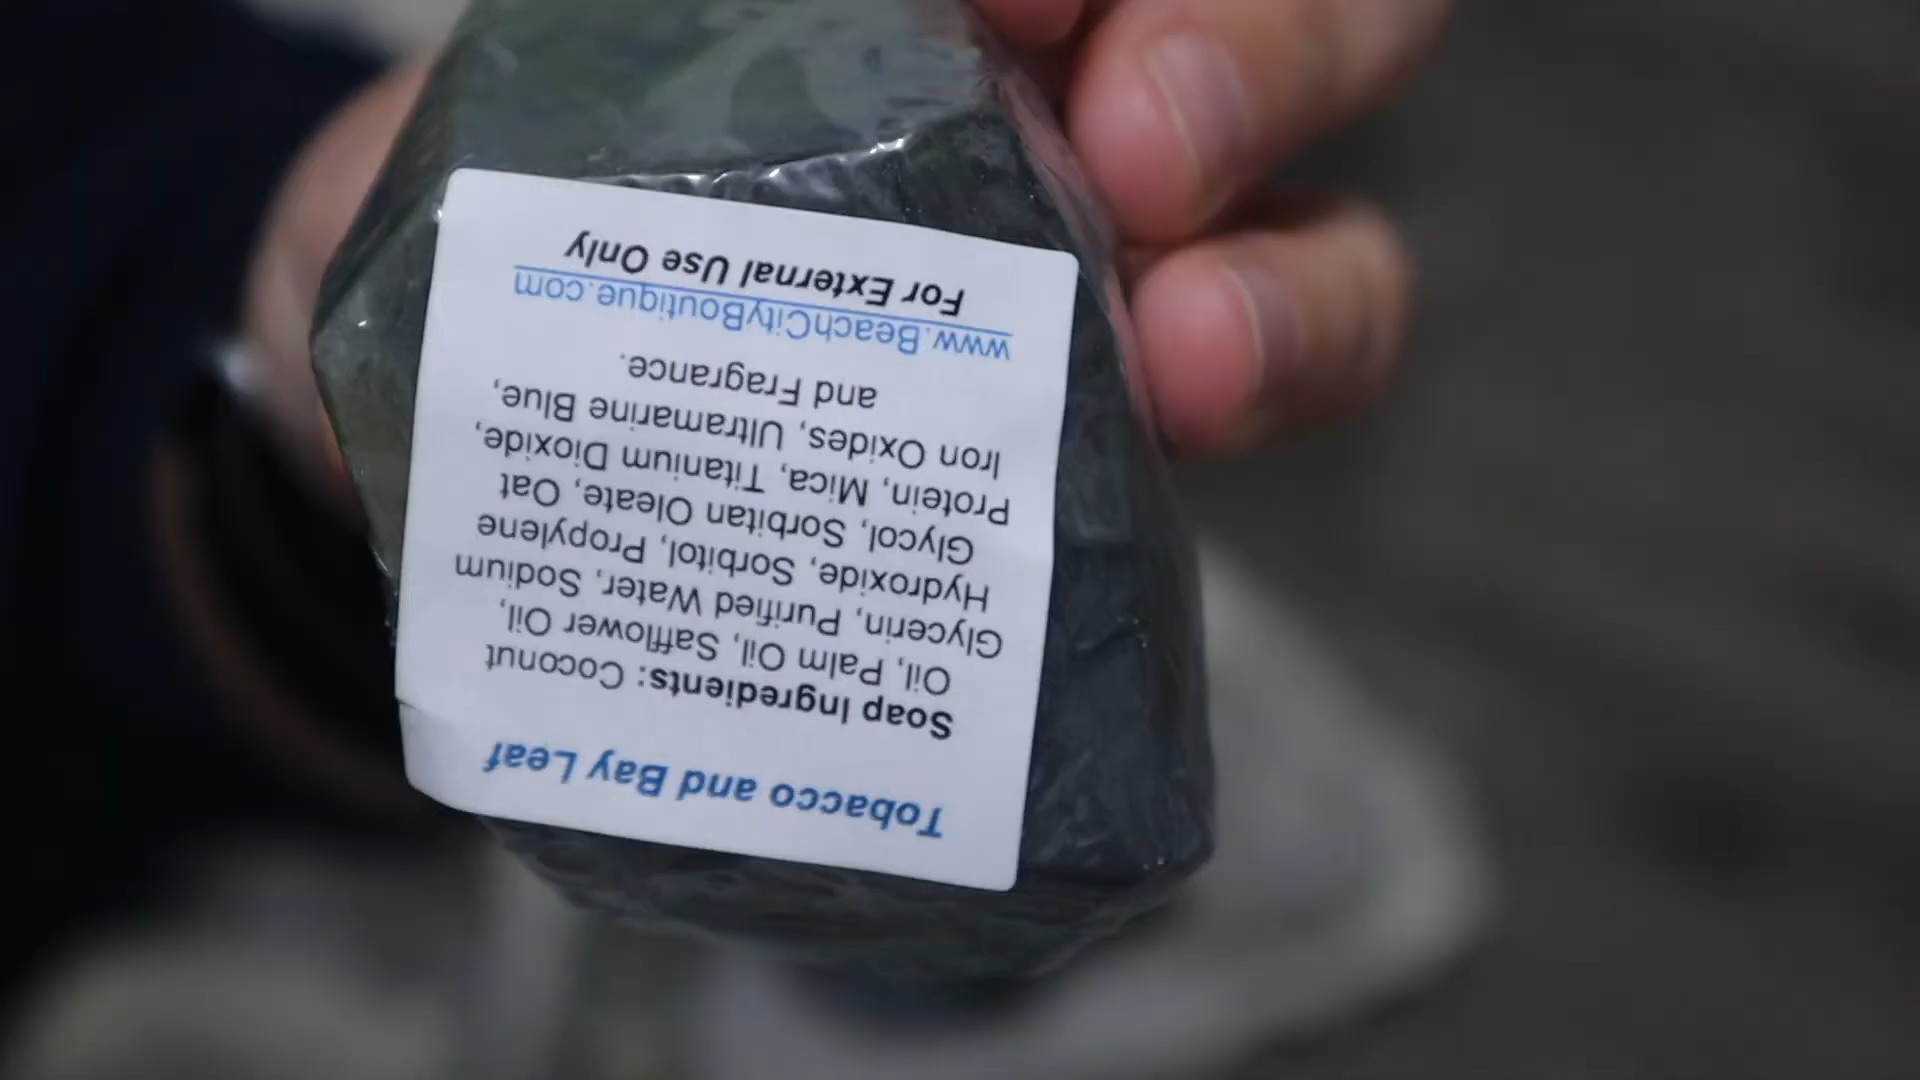 Tobacco and Bay Leaf
Soap Ingredients: Coconut
Oil, Palm Oil, Safflower Oil,
Glycerin, Purified Water, Sodium
Hydroxide, Sorbitol, Propylene
Glycol, Sorbitan Oleate, Oat
Protein, Mica, Titanium Dioxide,
Iron Oxides, Ultramarine Blue,
and Fragrance.
www.BeachCityBoutique.com
For External Use Only